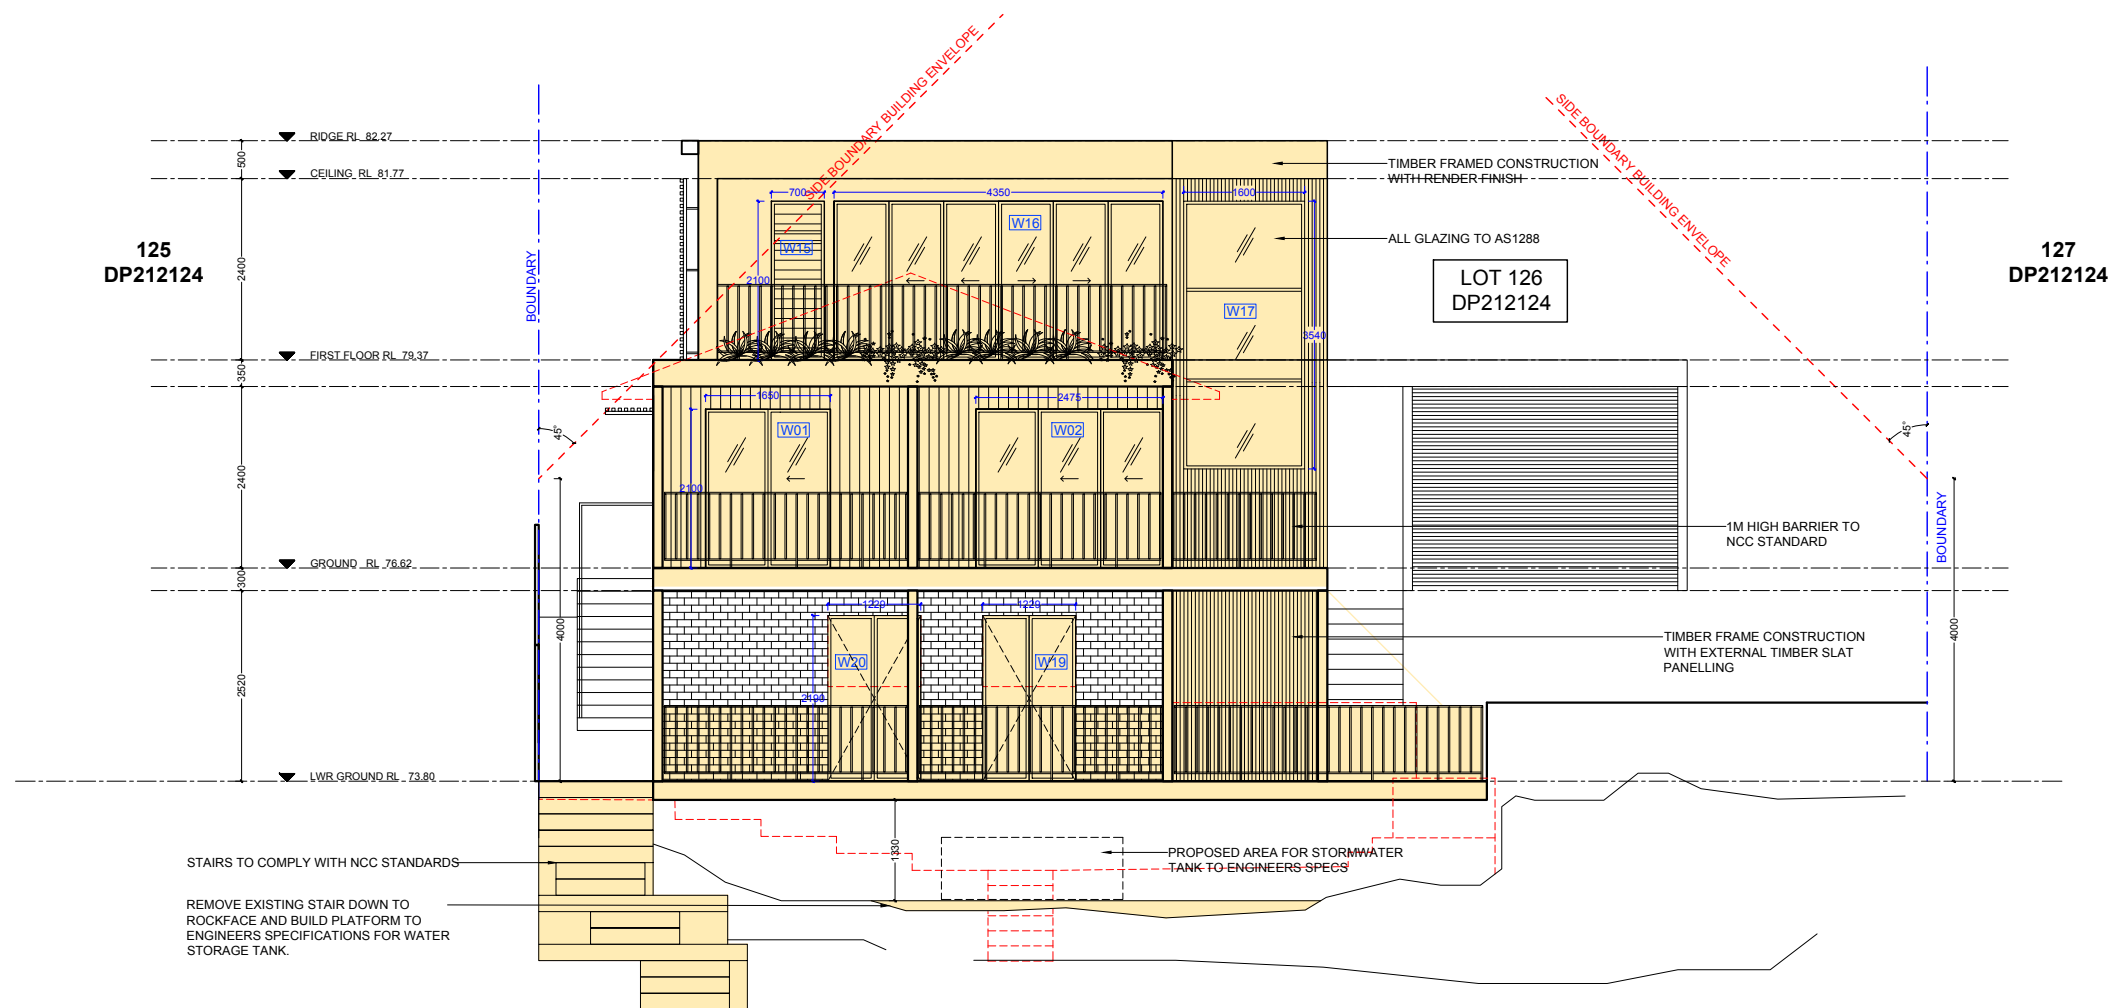 SIDE BOUNDARY BUILDING ENVELOPE
SIDE BOUNDARY BUILDING ENVELOPE
RIDGE RL 82.27
500
CEILING RL 81.77
TIMBER FRAMED CONSTRUCTION
WITH RENDER FINISH
700
4350
1600
W15
W16
W17
2100
2400
3540
ALL GLAZING TO AS1288
125
DP212124
LOT 126
DP212124
127
DP212124
BOUNDARY
FIRST FLOOR RL 79.37
350
1650
2475
W01
W02
45°
45°
2400
2100
1M HIGH BARRIER TO
NCC STANDARD
BOUNDARY
GROUND RL 76.62
300
1220
1220
4000
4000
TIMBER FRAME CONSTRUCTION
WITH EXTERNAL TIMBER SLAT
PANELLING
W20
W19
2520
2100
LWR GROUND RL 73.80
1330
STAIRS TO COMPLY WITH NCC STANDARDS
PROPOSED AREA FOR STORMWATER
TANK TO ENGINEERS SPECS
REMOVE EXISTING STAIR DOWN TO
ROCKFACE AND BUILD PLATFORM TO
ENGINEERS SPECIFICATIONS FOR WATER
STORAGE TANK.